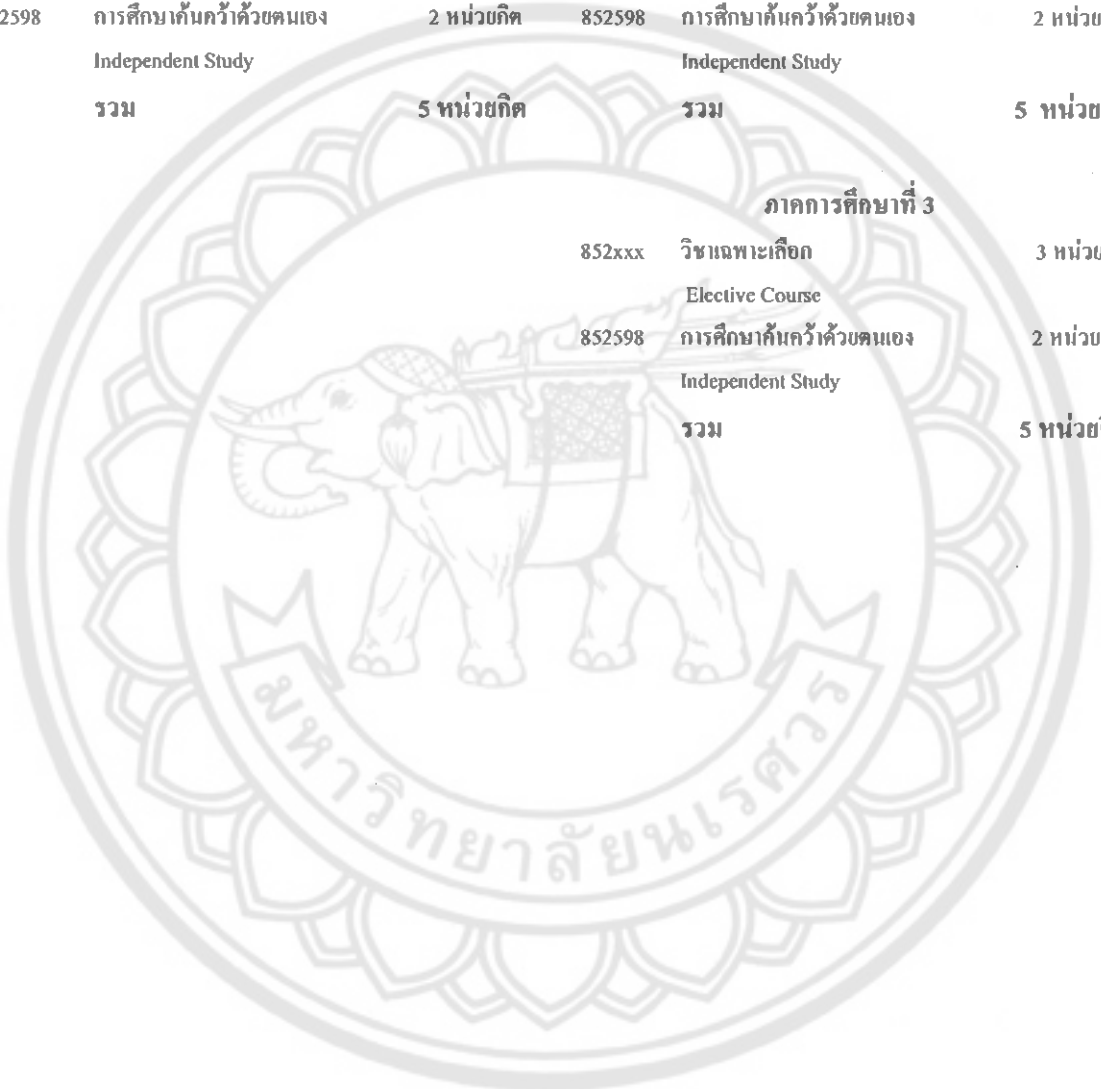 2598 การศึกษาค้นคว้าด้วยตนเอง 2 หน่วยกิต 852598 การศึกษาค้นคว้าด้วยตนเอง 2 หน่วย
Independent Study Independent Study
รวม 5 หน่วยกิต รวม 5 หน่วย
ภาคการศึกษาที่ 3
852xxx วิชาเฉพาะเลือก 3 หน่วย
Elective Course
852598 การศึกษาค้นคว้าด้วยตนเอง 2 หน่วย
Independent Study
รวม 5 หน่วย
มหาวิทยาลัยนเรศวร